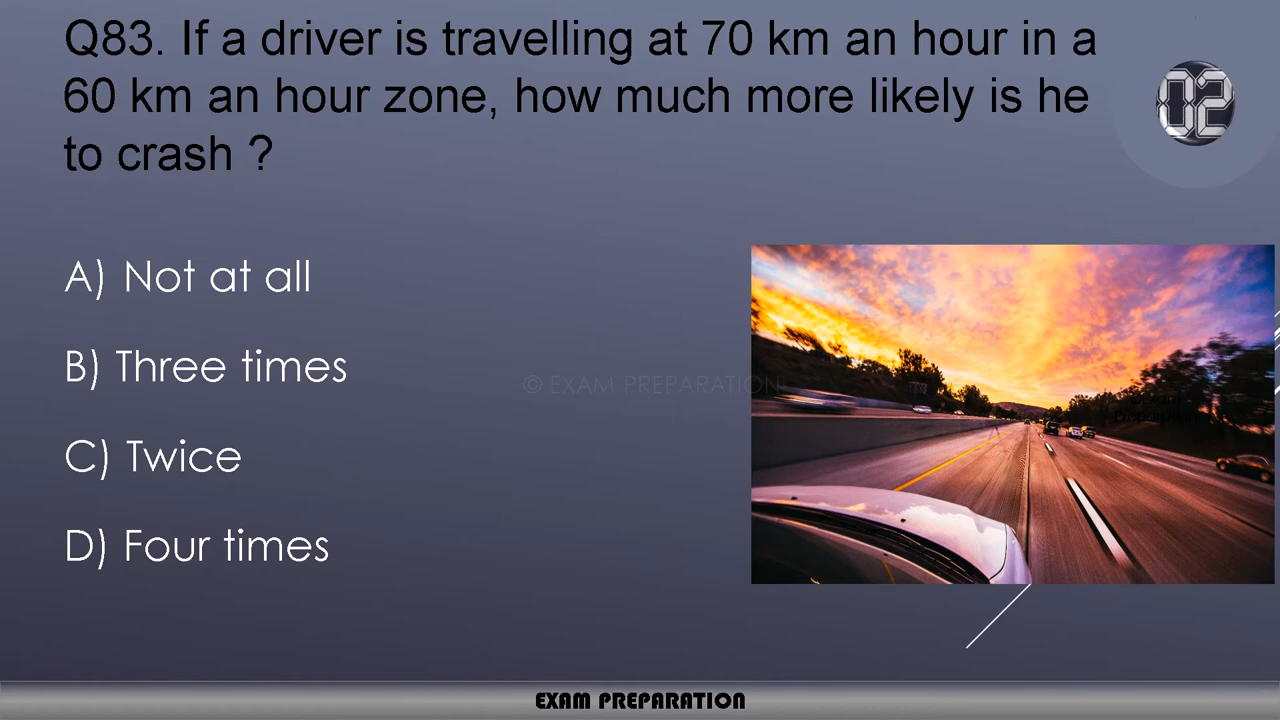 Q83. If a driver is travelling at 70 km an hour in a
60 km an hour zone, how much more likely is he
to crash ?
02
A) Not at all
B) Three times
© EXAM PREPARATION
C) Twice
D) Four times
EXAM PREPARATION